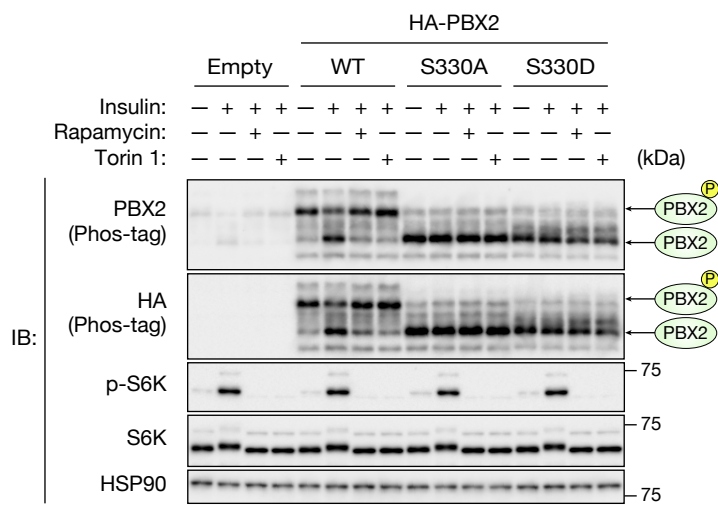 HA-PBX2
Empty WT S330A S330D
Insulin: – + + + – + + + – + + + – + + +
Rapamycin: – – + – – – + – – – + – – – + –
Torin 1: – – – + – – – + – – – + – – – + (kDa)
P
PBX2 PBX2
(Phos-tag) PBX2
P
HA PBX2
(Phos-tag) PBX2
IB:
75
p-S6K
75
S6K
HSP90
75